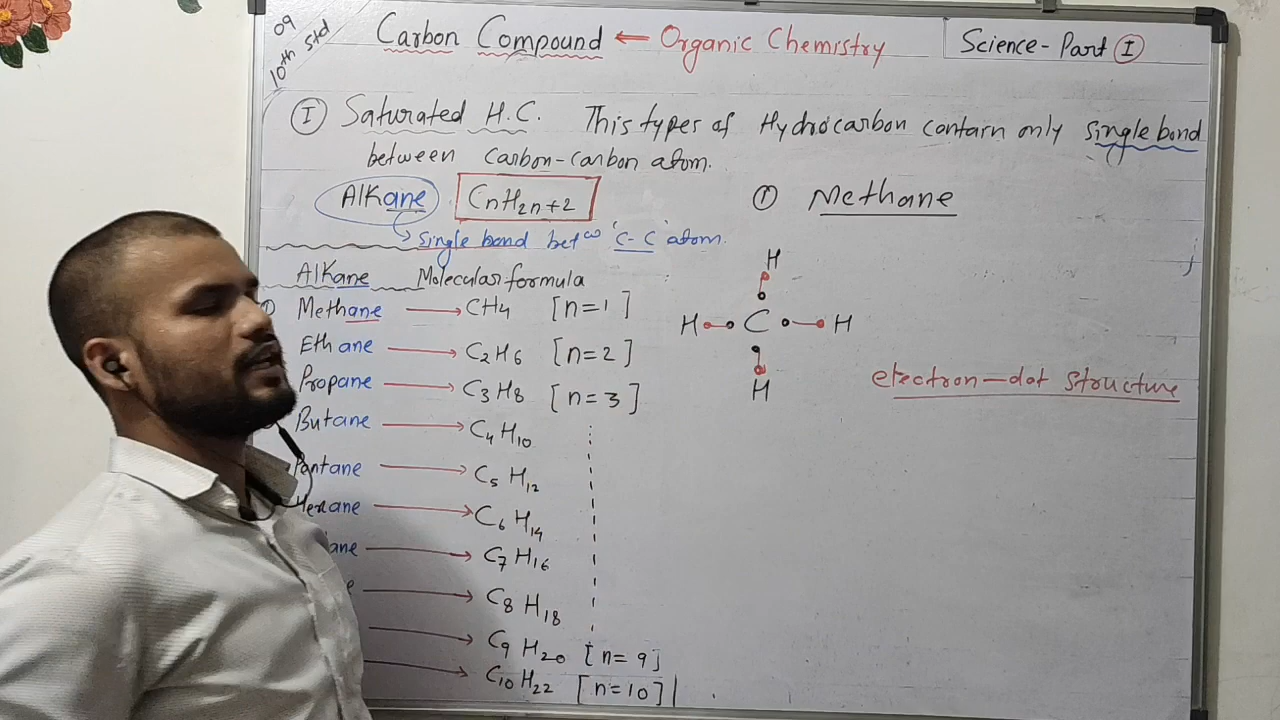 09
10th std
Carbon Compound ← Organic Chemistry
Science-Part I
I Saturated H.C. This types of Hydrocarbon contain only single bond
between Carbon-carbon atom.
Alkane CnH2n+2
Single bond betn 'C-C' atom.
Alkane Molecular formula
Methane → CH4 [n=1]
Ethane → C2H6 [n=2]
Propane → C3H8 [n=3]
Butane → C4H10
Pentane → C5H12
Hexane → C6H14
ane → C7H16
e → C8H18
→ C9H20 [n=9]
→ C10H22 [n=10]
① Methane
H
H C H
H
electron-dot structure